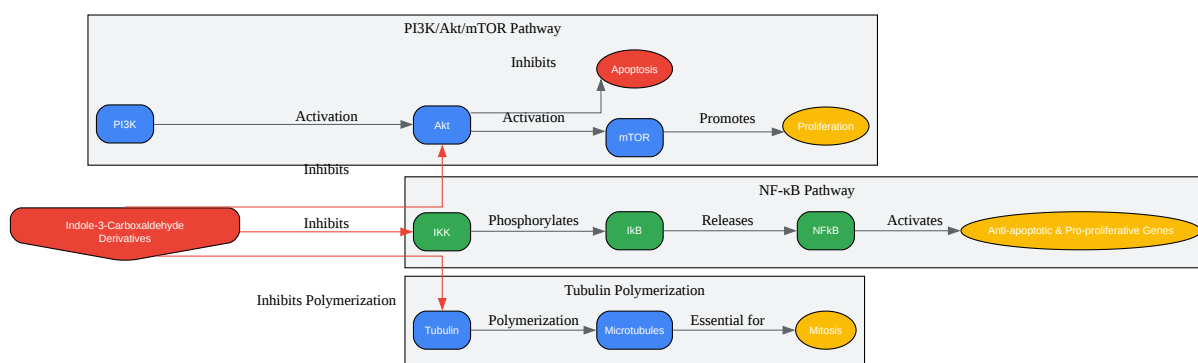 PI3K/Akt/mTOR Pathway
Inhibits
Apoptosis
PI3K
Activation
Akt
Activation
mTOR
Promotes
Proliferation
Inhibits
NF-κB Pathway
Indole-3-Carboxaldehyde
Derivatives
Inhibits
IKK
Phosphorylates
IkB
Releases
NFkB
Activates
Anti-apoptotic & Pro-proliferative Genes
Inhibits Polymerization
Tubulin Polymerization
Tubulin
Polymerization
Microtubules
Essential for
Mitosis